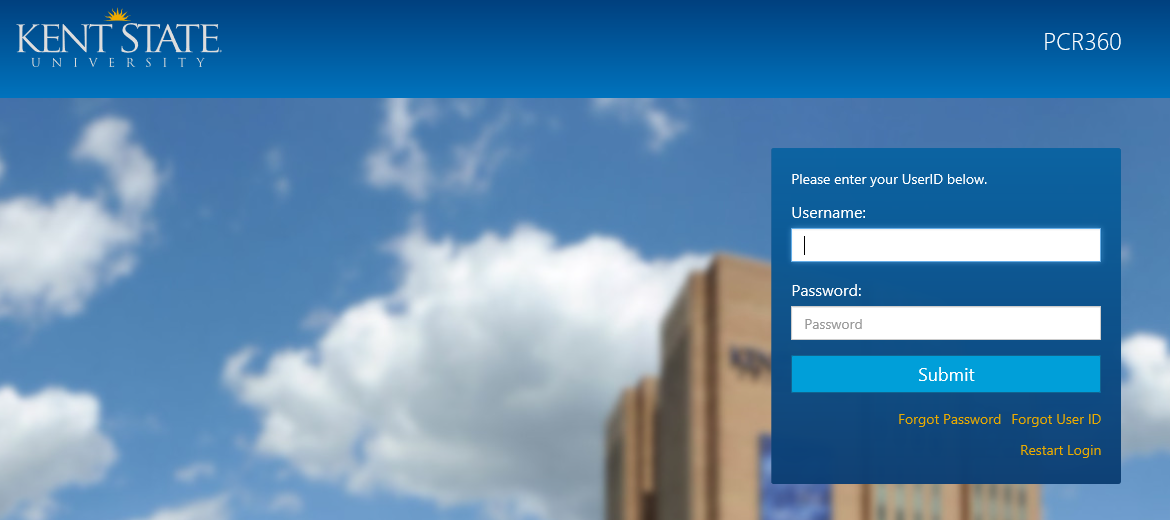 KENT STATE
UNIVERSITY
PCR360
Please enter your UserID below.
Username:
Password:
Password
Submit
Forgot Password Forgot User ID
Restart Login